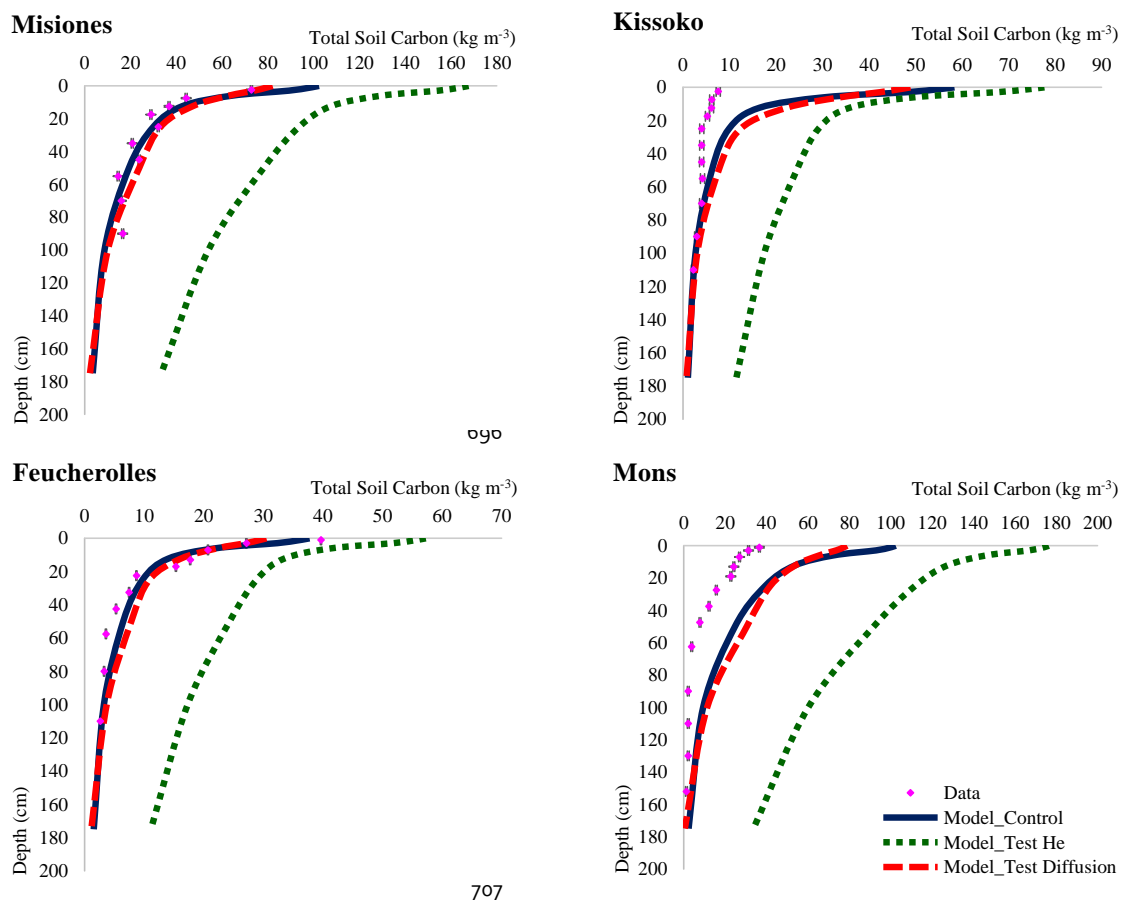 Misiones
Total Soil Carbon (kg m-3)
0 20 40 60 80 100 120 140 160 180
0
20
40
60
80
100
120
140
160
180
200
Depth (cm)
Kissoko
Total Soil Carbon (kg m-3)
0 10 20 30 40 50 60 70 80 90
0
20
40
60
80
100
120
140
160
180
200
Depth (cm)
696
Feucherolles
Total Soil Carbon (kg m-3)
0 10 20 30 40 50 60 70
0
20
40
60
80
100
120
140
160
180
200
Depth (cm)
707
Mons
Total Soil Carbon (kg m-3)
0 20 40 60 80 100 120 140 160 180 200
0
20
40
60
80
100
120
140
160
180
200
Depth (cm)
Data
Model_Control
Model_Test He
Model_Test Diffusion